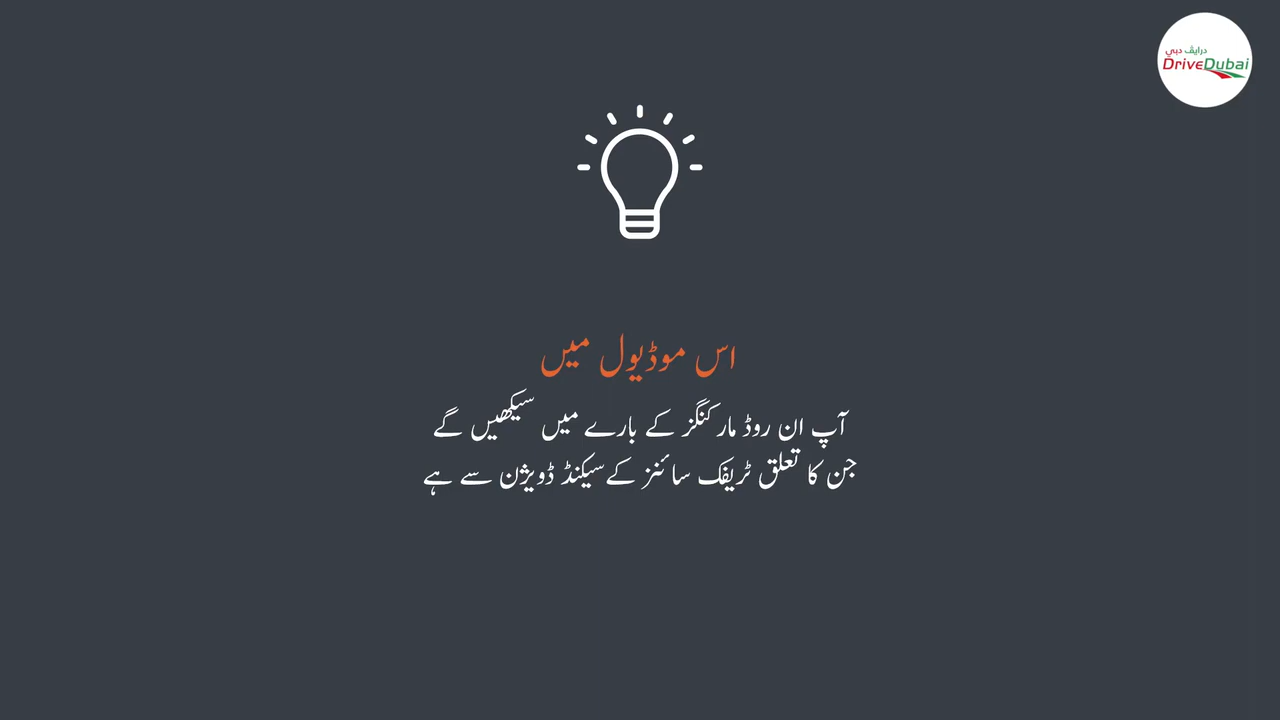 درايڤ دبي
DriveDubai
اس موڈیول میں
آپ ان روڈ مارکنگز کے بارے میں سیکھیں گے
جن کا تعلق ٹریفک سائنز کے سیکنڈ ڈویژن سے ہے